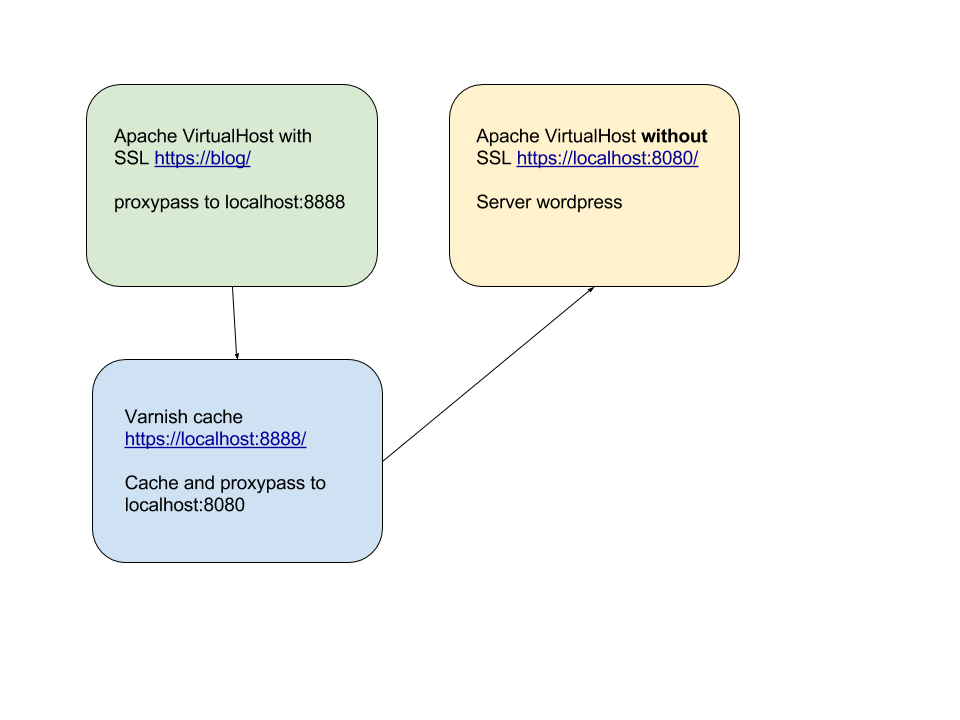 Apache VirtualHost with
SSL https://blog/
proxypass to localhost:8888
Apache VirtualHost without
SSL https://localhost:8080/
Server wordpress
Varnish cache
https://localhost:8888/
Cache and proxypass to
localhost:8080